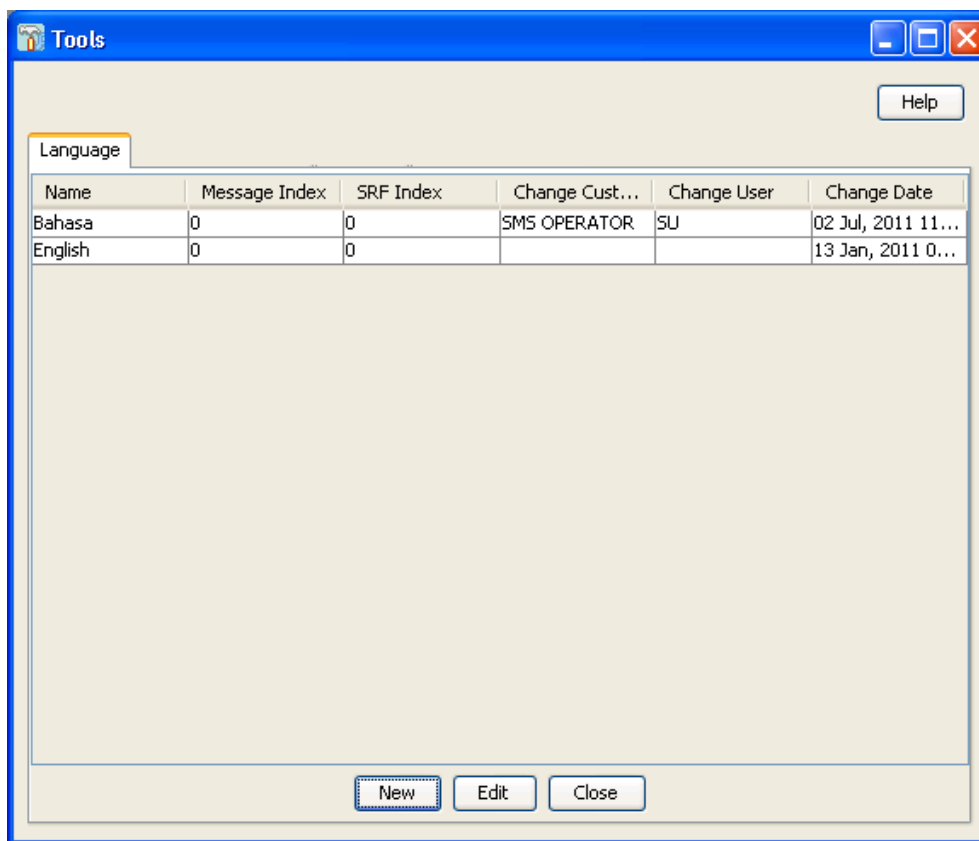 Tools
Help
Language
Name Message Index SRF Index Change Cust... Change User Change Date
Bahasa 0 0 SMS OPERATOR SU 02 Jul, 2011 11...
English 0 0 13 Jan, 2011 0...
New Edit Close